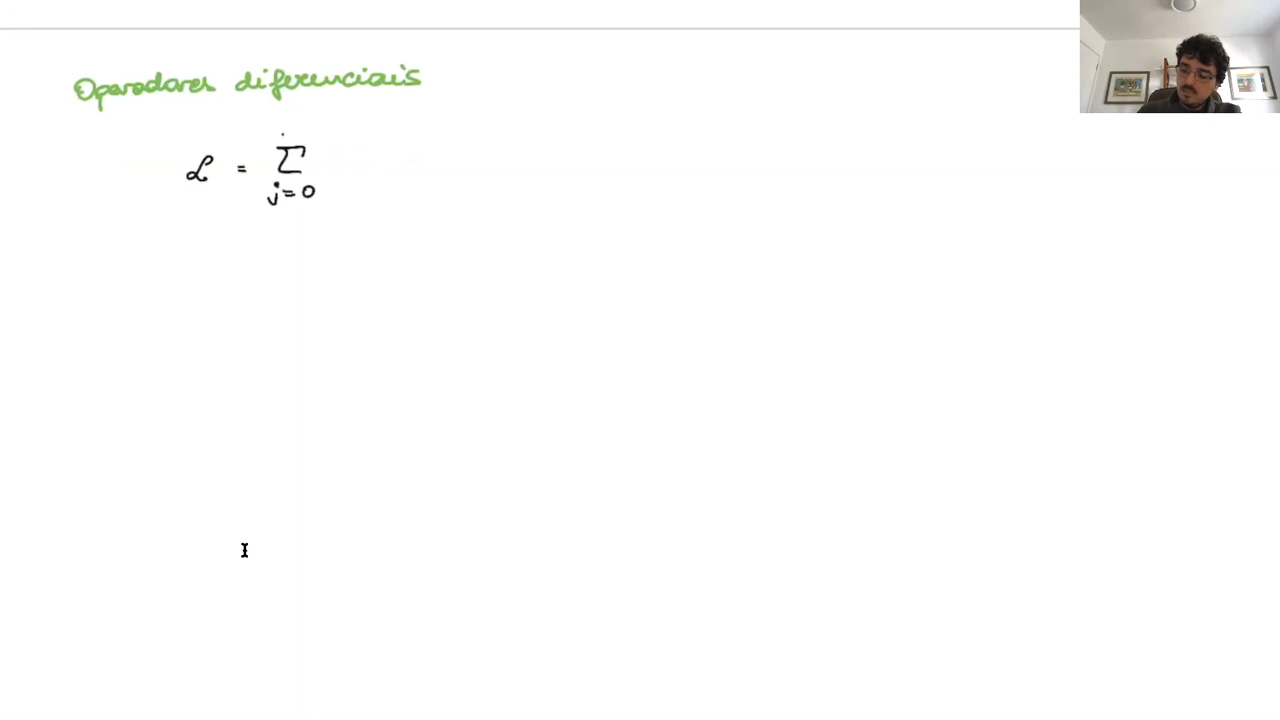 Operadores diferenciais
ℒ = Σ
j=0